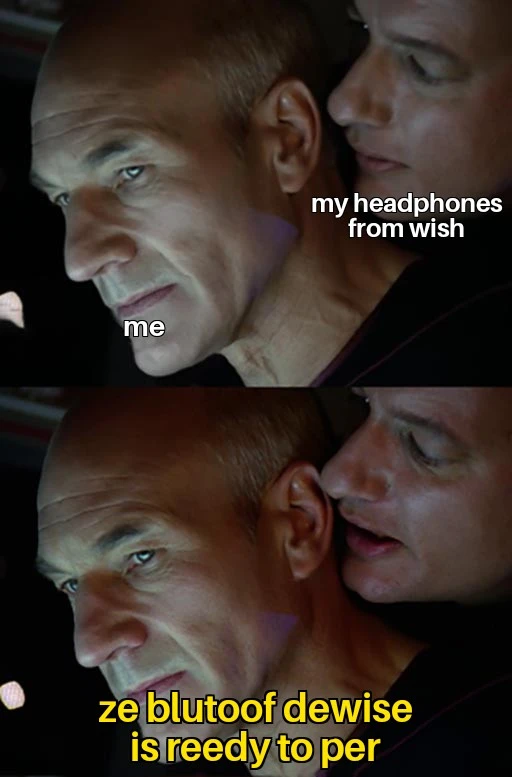 my headphones
from wish
me
ze blutoof dewise
is reedy to per